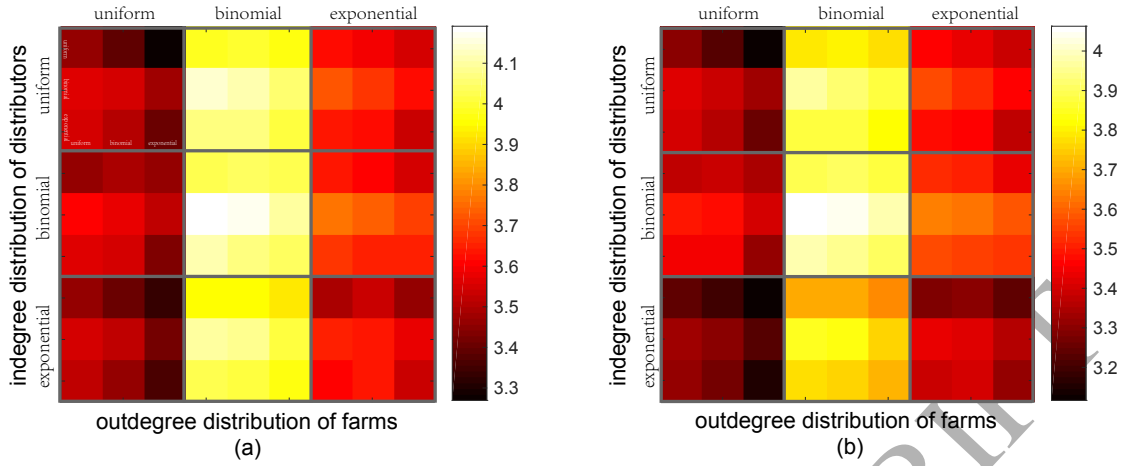 uniform binomial exponential
indegree distribution of distributors
uniform
binomial
exponential
uniform
binomial
exponential
uniform binomial exponential
4.1
4
3.9
3.8
3.7
3.6
3.5
3.4
3.3
outdegree distribution of farms
(a)
uniform binomial exponential
indegree distribution of distributors
uniform
binomial
exponential
4
3.9
3.8
3.7
3.6
3.5
3.4
3.3
3.2
outdegree distribution of farms
(b)